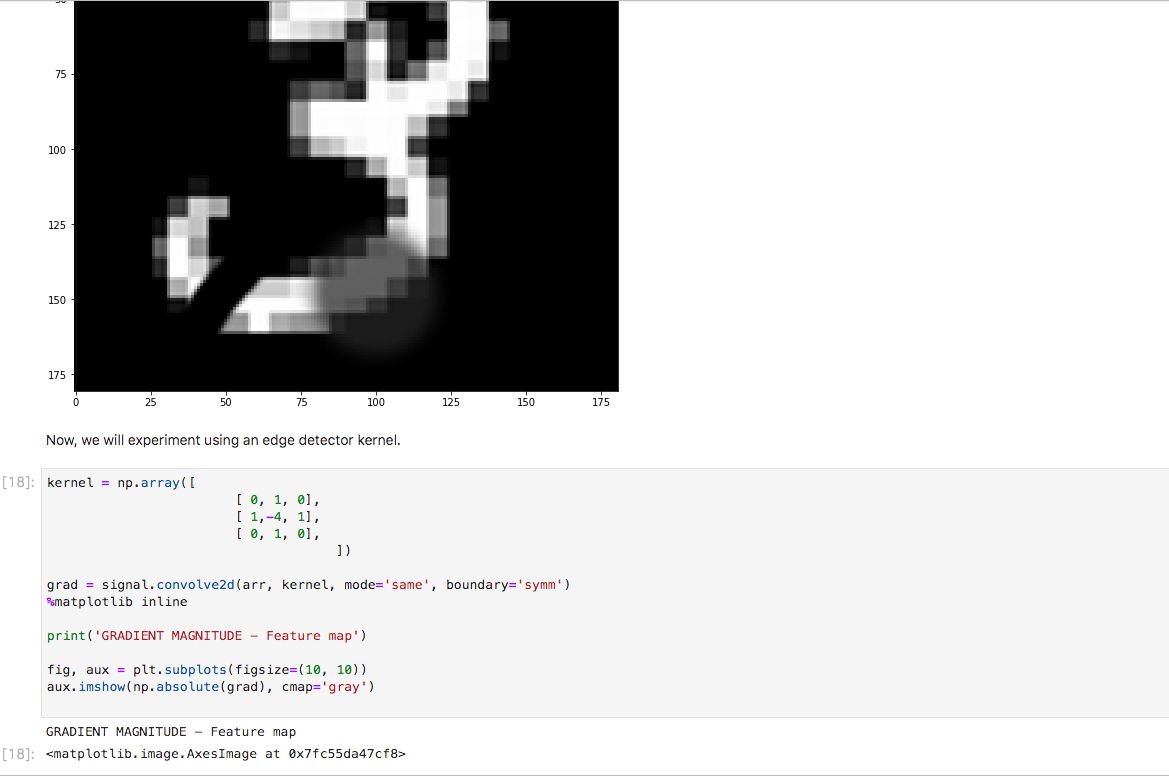 50
75
100
125
150
175
0 25 50 75 100 125 150 175
Now, we will experiment using an edge detector kernel.
[18]: kernel = np.array([
[ 0, 1, 0],
[ 1,-4, 1],
[ 0, 1, 0],
])
grad = signal.convolve2d(arr, kernel, mode='same', boundary='symm')
%matplotlib inline
print('GRADIENT MAGNITUDE - Feature map')
fig, aux = plt.subplots(figsize=(10, 10))
aux.imshow(np.absolute(grad), cmap='gray')
GRADIENT MAGNITUDE - Feature map
[18]: <matplotlib.image.AxesImage at 0x7fc55da47cf8>